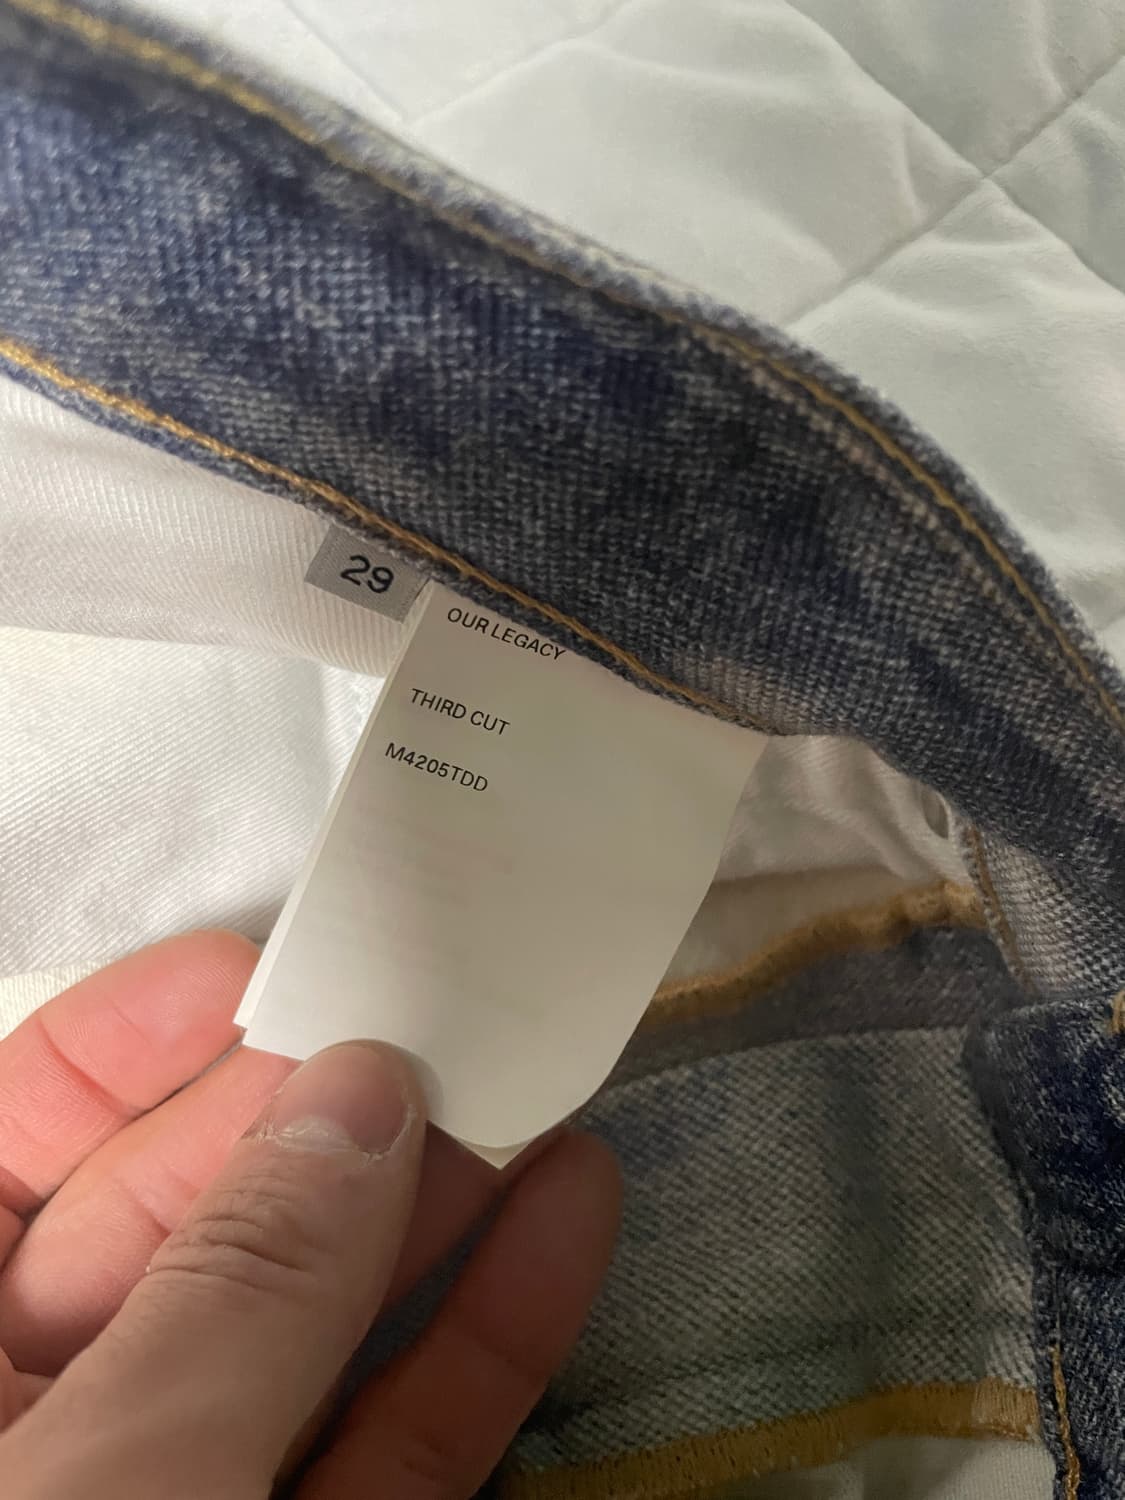 29
OUR LEGACY
THIRD CUT
M4205TDD